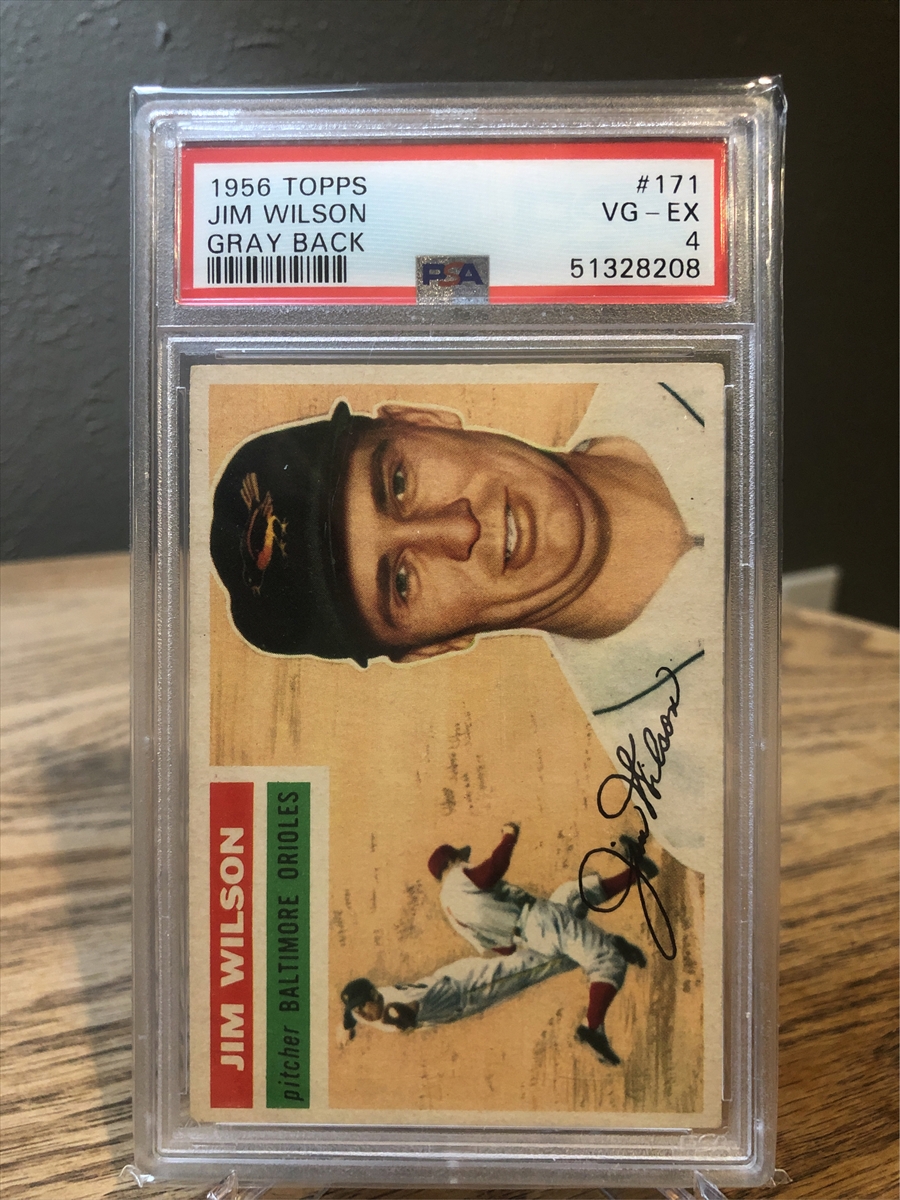 1956 TOPPS #171
JIM WILSON VG – EX
GRAY BACK 4
51328208
PSA
JIM WILSON
pitcher BALTIMORE ORIOLES
Jim Wilson